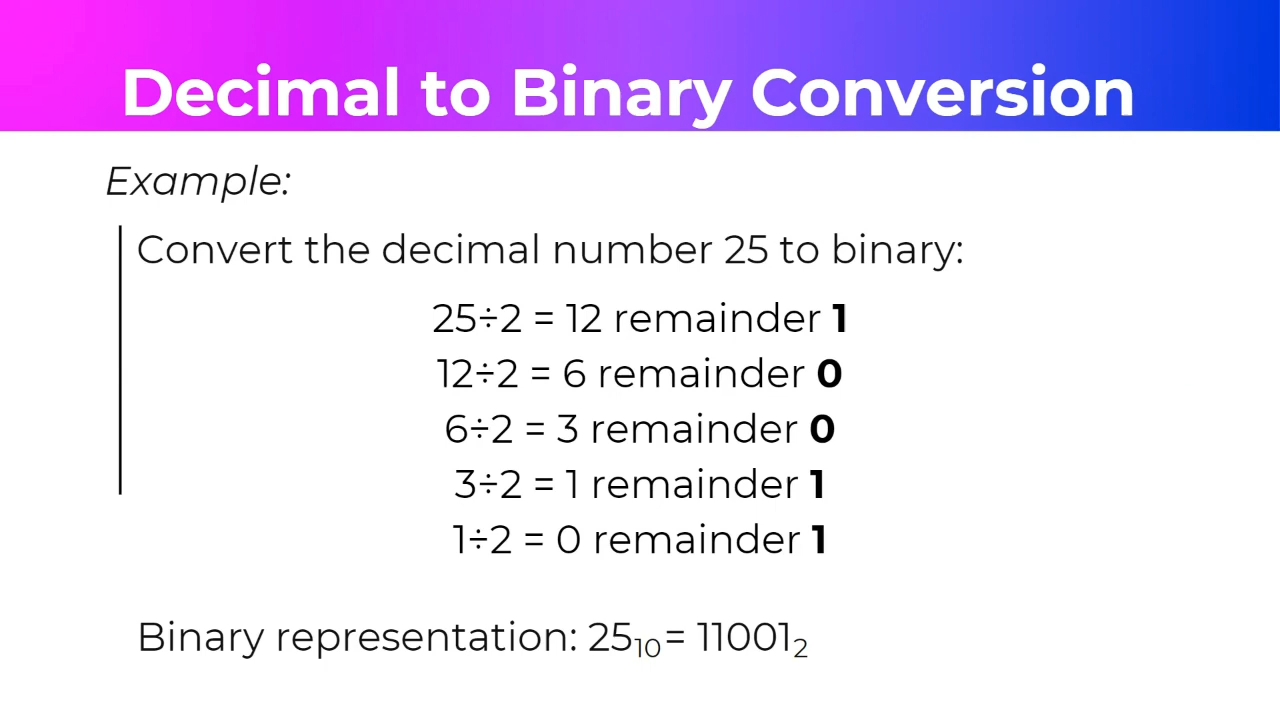 Decimal to Binary Conversion
Example:
Convert the decimal number 25 to binary:
25÷2 = 12 remainder 1
12÷2 = 6 remainder 0
6÷2 = 3 remainder 0
3÷2 = 1 remainder 1
1÷2 = 0 remainder 1
Binary representation: 25₁₀= 11001₂